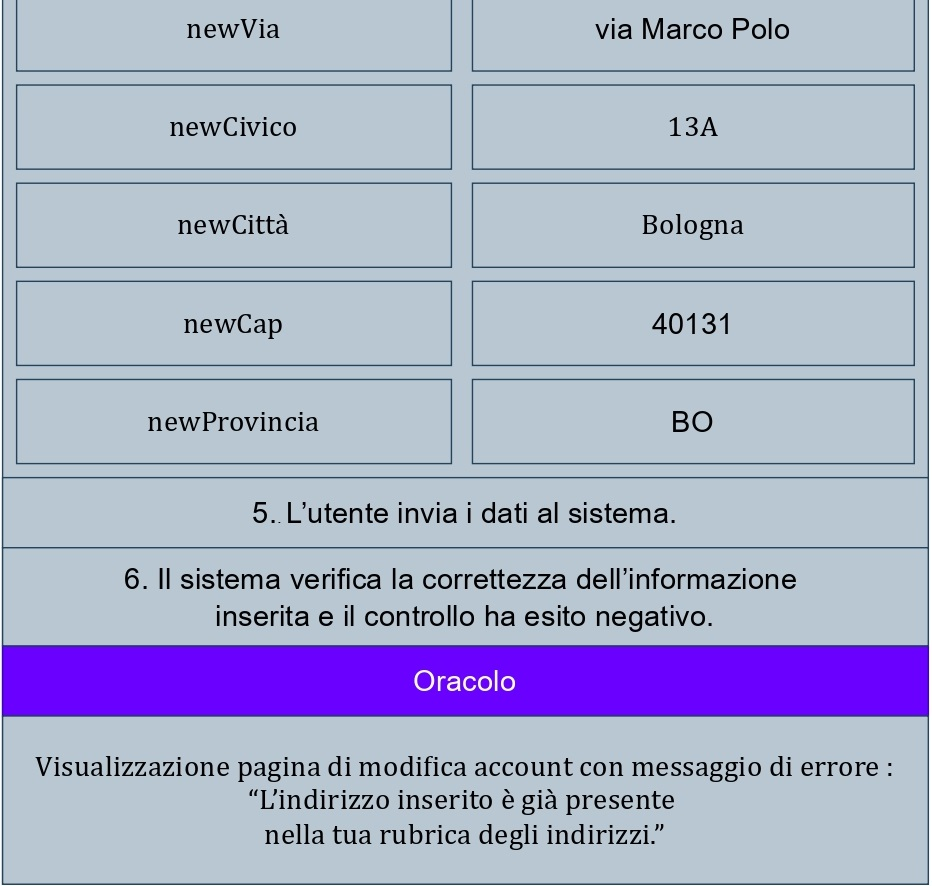 newVia via Marco Polo
newCivico 13A
newCittà Bologna
newCap 40131
newProvincia BO
5. L’utente invia i dati al sistema.
6. Il sistema verifica la correttezza dell’informazione
inserita e il controllo ha esito negativo.
Oracolo
Visualizzazione pagina di modifica account con messaggio di errore :
“L’indirizzo inserito è già presente
nella tua rubrica degli indirizzi.”